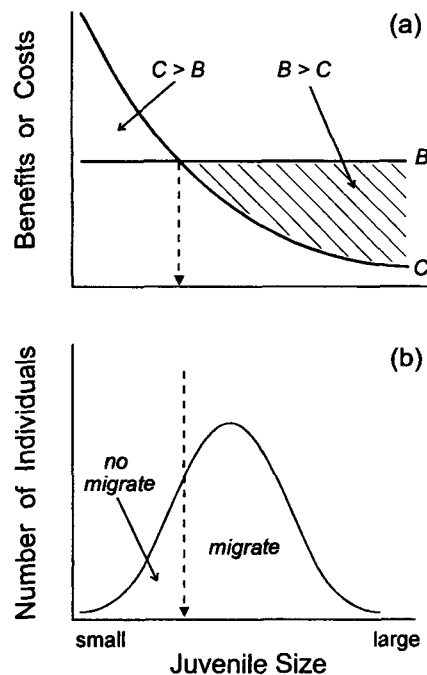 (a)
Benefits or Costs
C > B
B > C
B
C
(b)
Number of Individuals
no
migrate
migrate
small
large
Juvenile Size